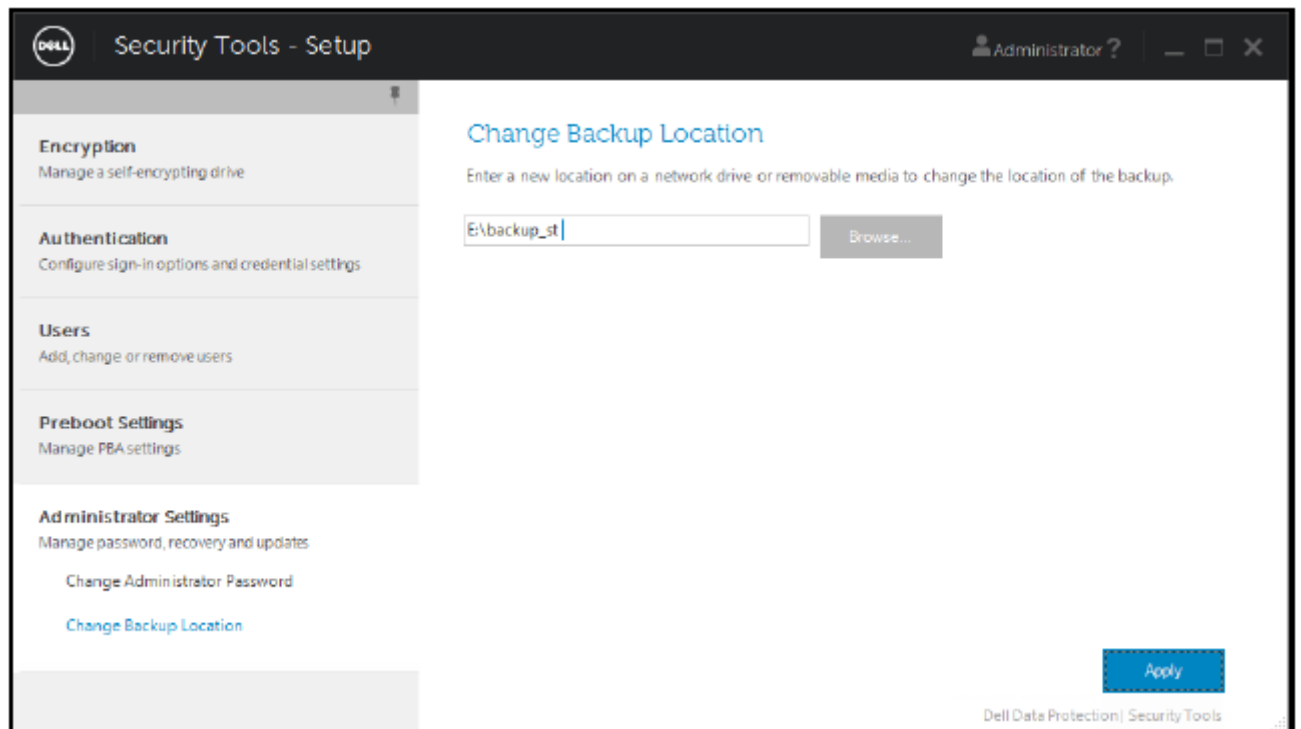 DELL
Security Tools - Setup
Administrator ?
Encryption
Manage a self-encrypting drive
Authentication
Configure sign-in options and credential settings
Users
Add, change or remove users
Preboot Settings
Manage PBA settings
Administrator Settings
Manage password, recovery and updates
Change Administrator Password
Change Backup Location
Change Backup Location
Enter a new location on a network drive or removable media to change the location of the backup.
E:\backup_st
Browse...
Apply
Dell Data Protection | Security Tools